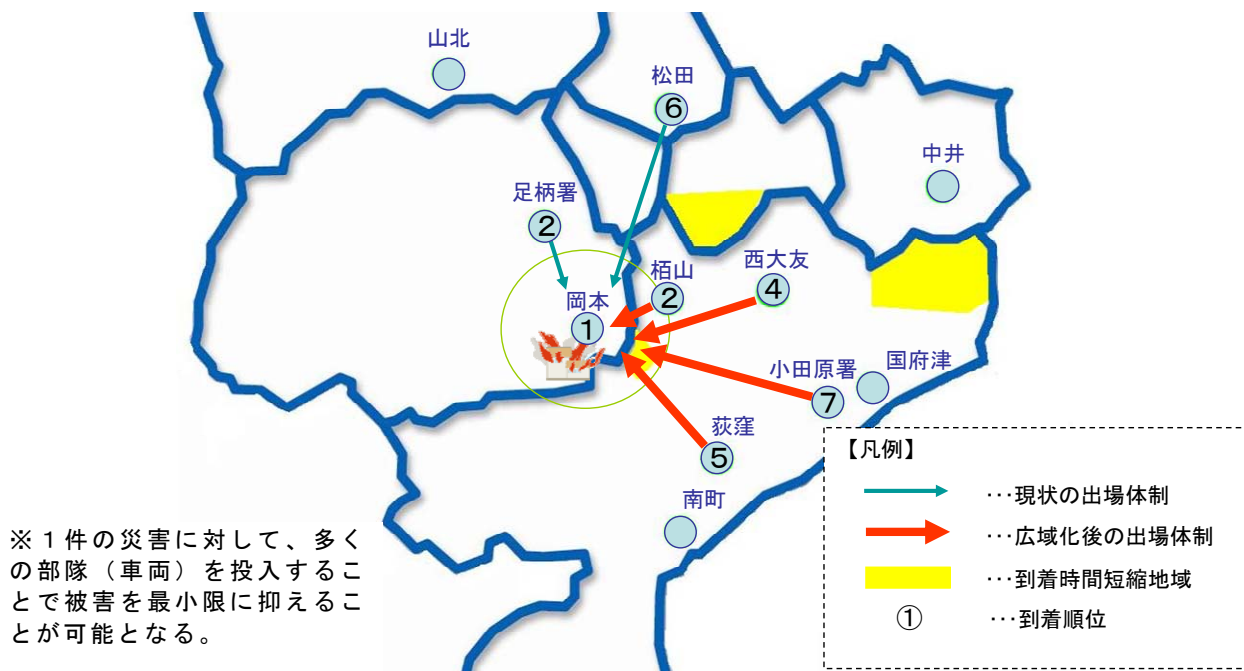 山北
松田
⑥
中井
足柄署
②
栢山
②
西大友
④
岡本
①
小田原署
⑦
国府津
荻窪
⑤
南町
※１件の災害に対して、多く
の部隊（車両）を投入するこ
とで被害を最小限に抑えるこ
とが可能となる。
【凡例】
…現状の出場体制
…広域化後の出場体制
…到着時間短縮地域
① …到着順位